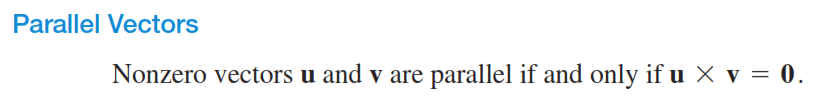 Parallel Vectors
Nonzero vectors u and v are parallel if and only if u × v = 0.